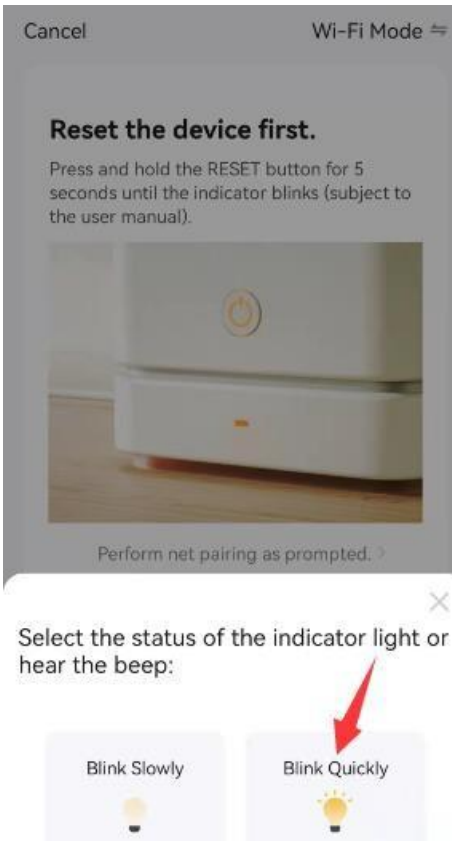 Cancel
Wi-Fi Mode
Reset the device first.
Press and hold the RESET button for 5
seconds until the indicator blinks (subject to
the user manual).
Perform net pairing as prompted. >
Select the status of the indicator light or
hear the beep:
Blink Slowly
Blink Quickly